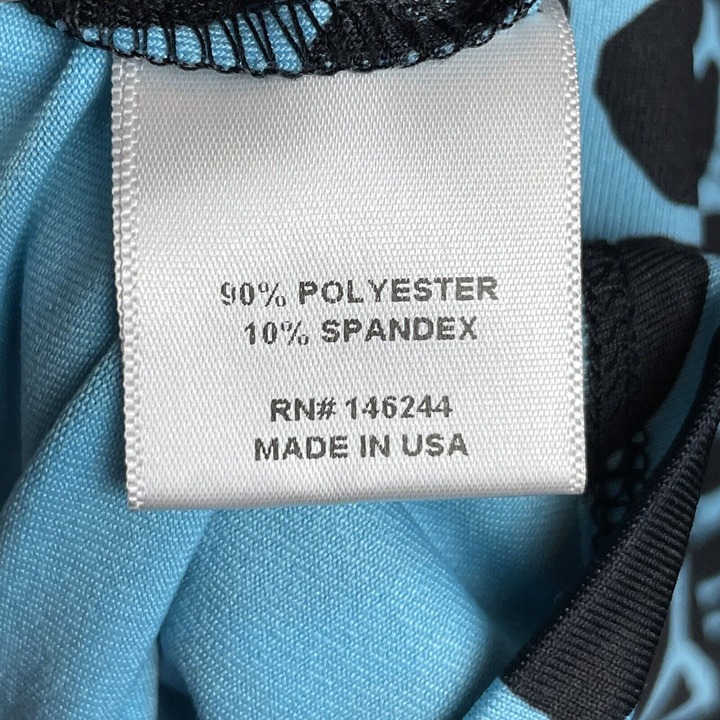 90% POLYESTER
10% SPANDEX
RN# 146244
MADE IN USA